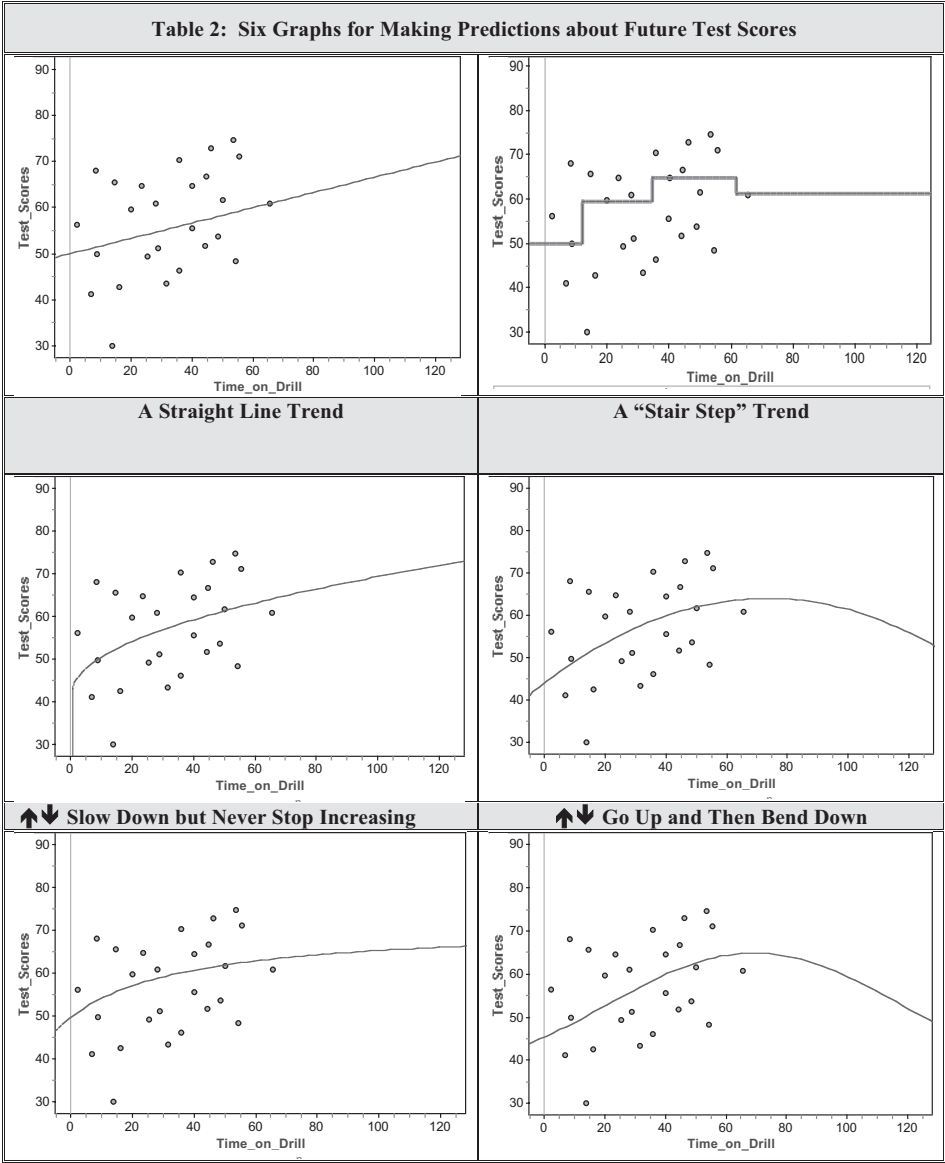 Table 2: Six Graphs for Making Predictions about Future Test Scores
90
80
70
60
50
40
30
Test_Scores
0 20 40 60 80 100 120
Time_on_Drill
90
80
70
60
50
40
30
Test_Scores
0 20 40 60 80 100 120
Time_on_Drill
A Straight Line Trend
A “Stair Step” Trend
90
80
70
60
50
40
30
Test_Scores
0 20 40 60 80 100 120
Time_on_Drill
90
80
70
60
50
40
30
Test_Scores
0 20 40 60 80 100 120
Time_on_Drill
🡹🡻 Slow Down but Never Stop Increasing
🡹🡻 Go Up and Then Bend Down
90
80
70
60
50
40
30
Test_Scores
0 20 40 60 80 100 120
Time_on_Drill
90
80
70
60
50
40
30
Test_Scores
0 20 40 60 80 100 120
Time_on_Drill